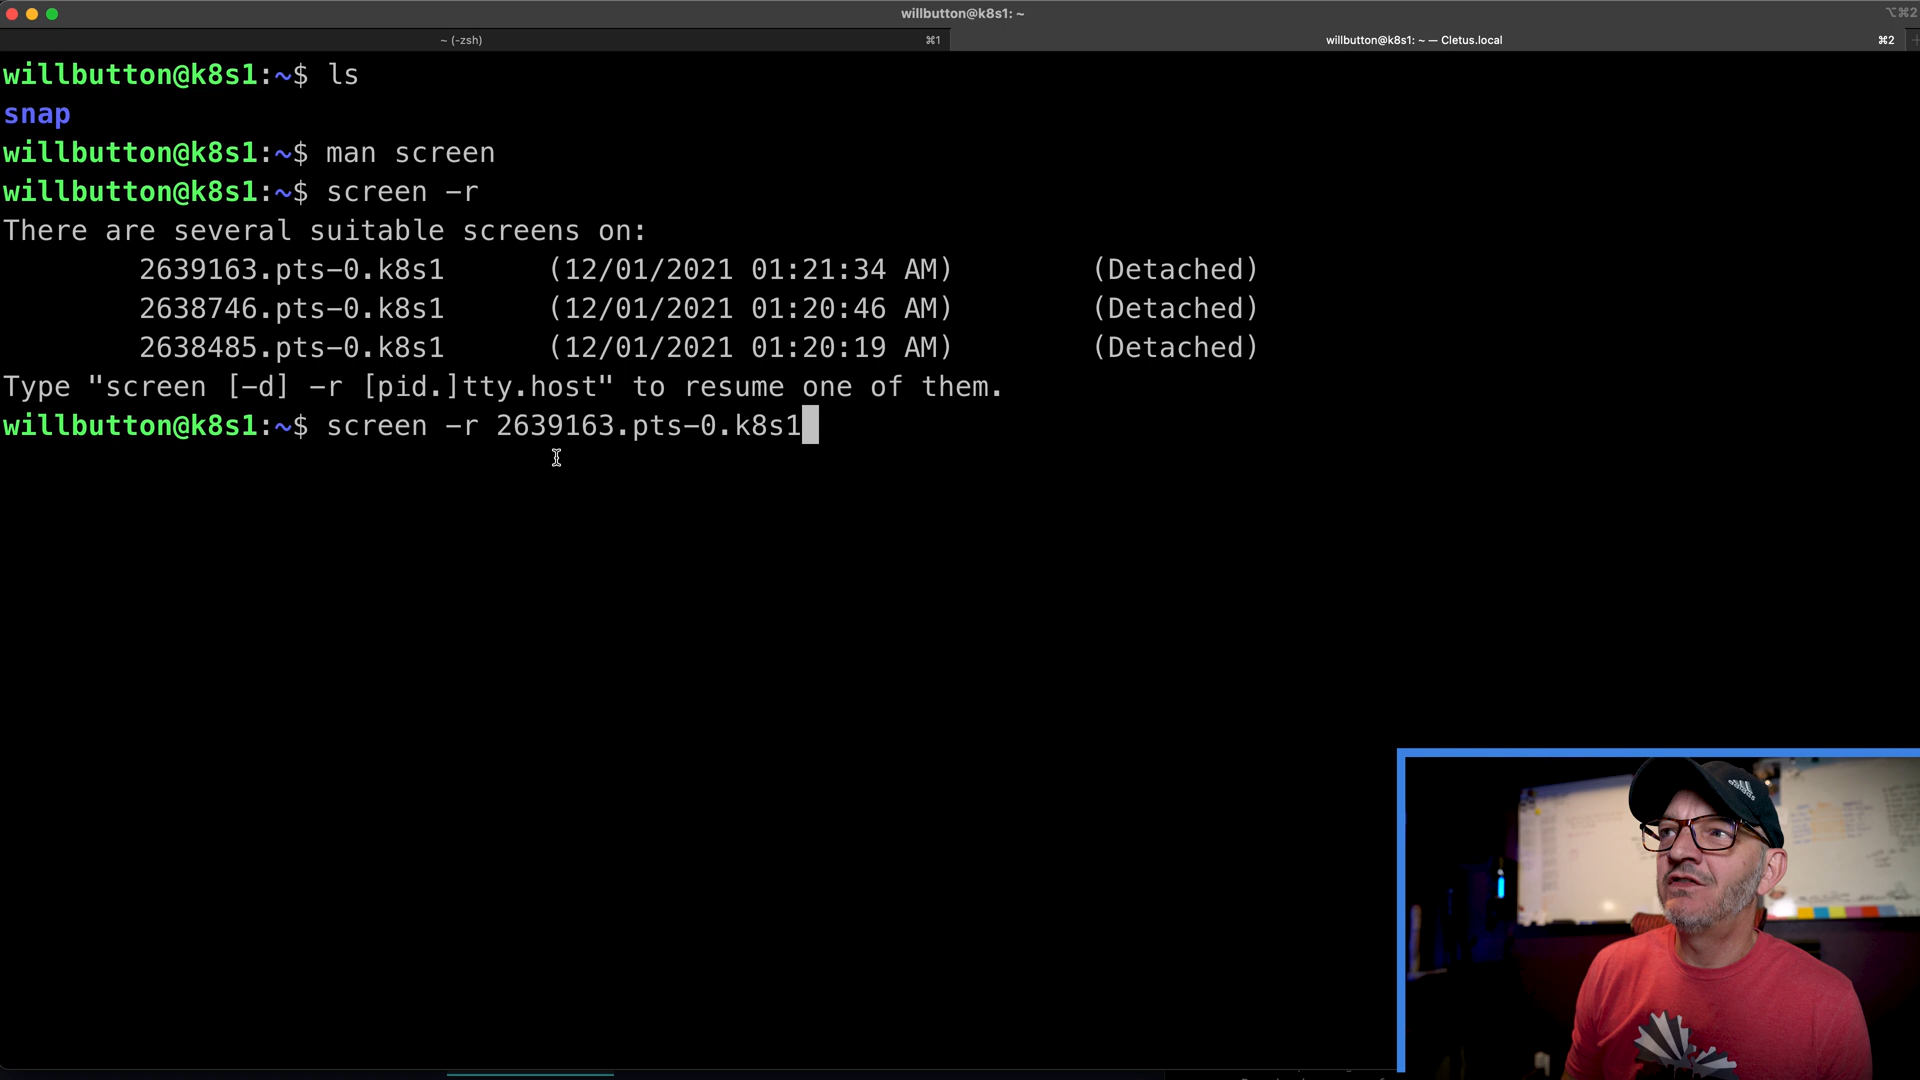 willbutton@k8s1: ~
⌥⌘2
~ (-zsh)
⌘1
willbutton@k8s1: ~ — Cletus.local
⌘2
willbutton@k8s1:~$ ls
snap
willbutton@k8s1:~$ man screen
willbutton@k8s1:~$ screen -r
There are several suitable screens on:
2639163.pts-0.k8s1 (12/01/2021 01:21:34 AM) (Detached)
2638746.pts-0.k8s1 (12/01/2021 01:20:46 AM) (Detached)
2638485.pts-0.k8s1 (12/01/2021 01:20:19 AM) (Detached)
Type "screen [-d] -r [pid.]tty.host" to resume one of them.
willbutton@k8s1:~$ screen -r 2639163.pts-0.k8s1
adidas